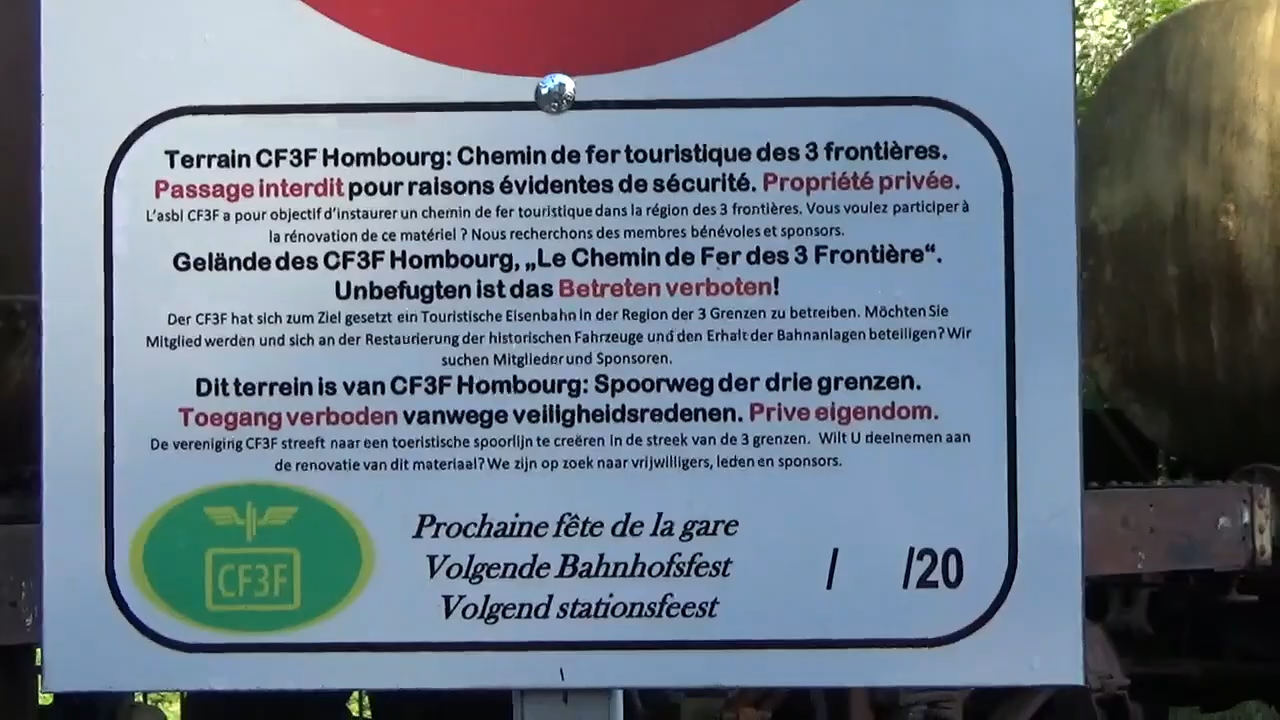 Terrain CF3F Hombourg: Chemin de fer touristique des 3 frontières.
Passage interdit pour raisons évidentes de sécurité. Propriété privée.
L'asbl CF3F a pour objectif d'instaurer un chemin de fer touristique dans la région des 3 frontières. Vous voulez participer à
la rénovation de ce matériel ? Nous recherchons des membres bénévoles et sponsors.
Gelände des CF3F Hombourg, „Le Chemin de Fer des 3 Frontière“.
Unbefugten ist das Betreten verboten!
Der CF3F hat sich zum Ziel gesetzt ein Touristische Eisenbahn in der Region der 3 Grenzen zu betreiben. Möchten Sie
Mitglied werden und sich an der Restaurierung der historischen Fahrzeuge und den Erhalt der Bahnanlagen beteiligen? Wir
suchen Mitglieder und Sponsoren.
Dit terrein is van CF3F Hombourg: Spoorweg der drie grenzen.
Toegang verboden vanwege veiligheidsredenen. Prive eigendom.
De vereniging CF3F streeft naar een toeristische spoorlijn te creëren in de streek van de 3 grenzen. Wilt U deelnemen aan
de renovatie van dit materiaal? We zijn op zoek naar vrijwilligers, leden en sponsors.
CF3F
Prochaine fête de la gare
Volgende Bahnhofsfest / /20
Volgend stationsfeest